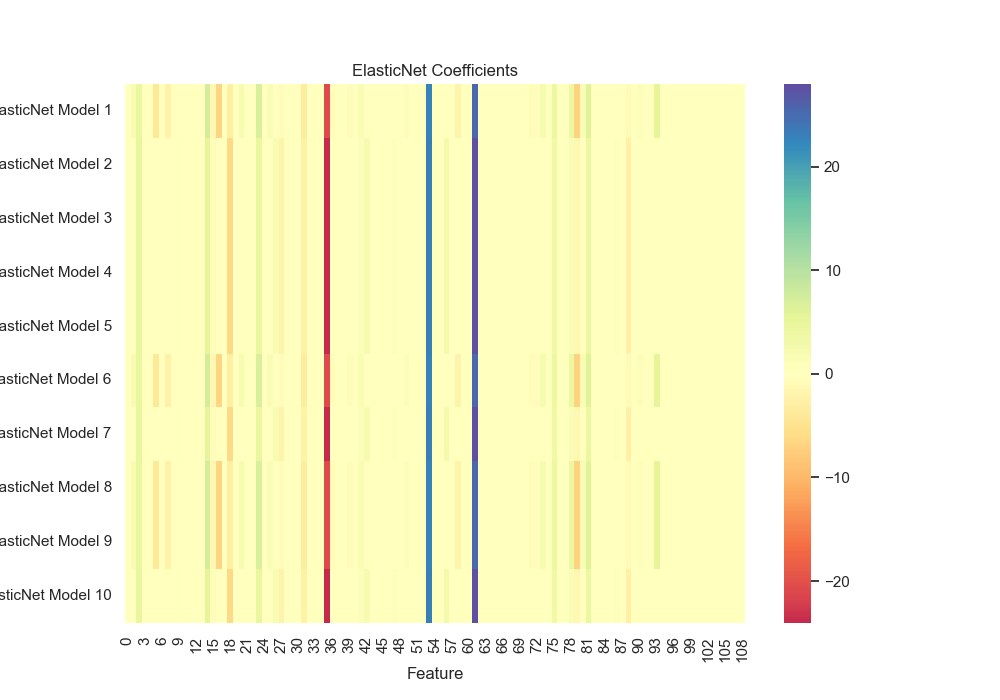 ElasticNet Coefficients
asticNet Model 1
asticNet Model 2
asticNet Model 3
asticNet Model 4
asticNet Model 5
asticNet Model 6
asticNet Model 7
asticNet Model 8
asticNet Model 9
sticNet Model 10
0 3 6 9 12 15 18 21 24 27 30 33 36 39 42 45 48 51 54 57 60 63 66 69 72 75 78 81 84 87 90 93 96 99 102 105 108
Feature
20
10
0
−10
−20